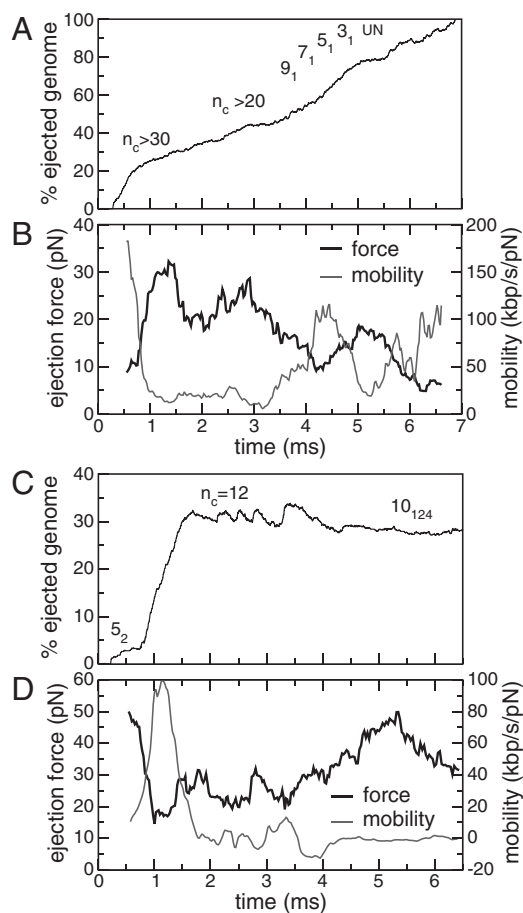 A
% ejected genome
100
80
60
40
20
0
n_c>30
n_c >20
9_1
7_1
5_1
3_1
UN
B
ejection force (pN)
40
30
20
10
0
force
mobility
200
150
100
50
0
mobility (kbp/s/pN)
0 1 2 3 4 5 6 7
time (ms)
C
% ejected genome
40
30
20
10
0
5_2
n_c=12
10_124
D
ejection force (pN)
60
50
40
30
20
10
0
force
mobility
100
80
60
40
20
0
-20
mobility (kbp/s/pN)
0 1 2 3 4 5 6
time (ms)